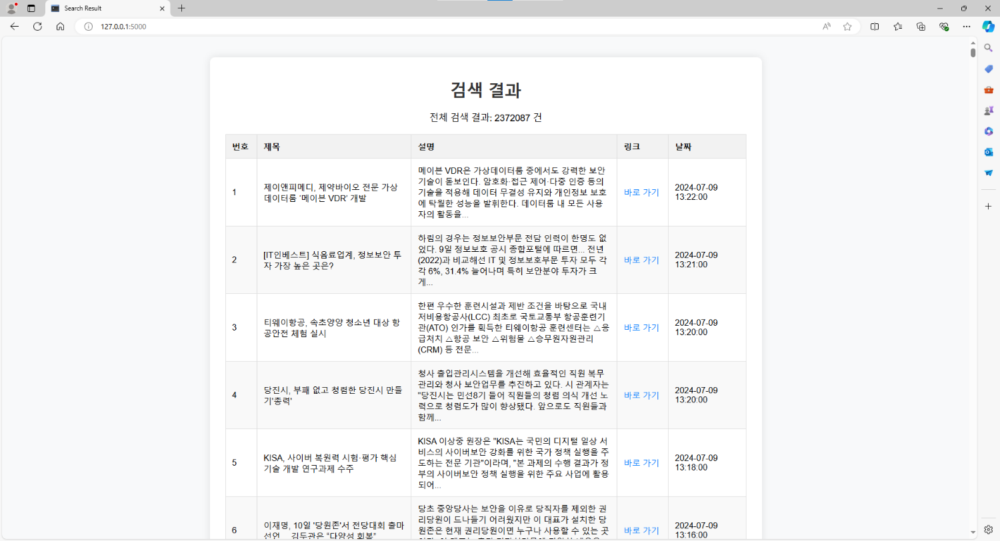 Search Result
127.0.0.1:5000
검색 결과
전체 검색 결과: 2372087 건
번호 제목 설명 링크 날짜
1
제이앤피메디, 제약바이오 전문 가상
데이터룸 '메이븐 VDR' 개발
메이븐 VDR은 가상데이터룸 중에서도 강력한 보안
기술이 돋보인다. 암호화·접근 제어·다중 인증 등의
기술을 적용해 데이터 무결성 유지와 개인정보 보호
에 탁월한 성능을 발휘한다. 데이터룸 내 모든 사용
자의 활동을...
바로 가기
2024-07-09
13:22:00
2
[IT인베스트] 식음료업계, 정보보안 투
자 가장 높은 곳은?
하림의 경우는 정보보안부문 전담 인력이 한명도 없
었다. 9일 정보보호 공시 종합포털에 따르면... 전년
(2022)과 비교해선 IT 및 정보보호부문 투자 모두 각
각 6%, 31.4% 늘어나며 특히 보안분야 투자가 크
게...
바로 가기
2024-07-09
13:21:00
3
티웨이항공, 속초양양 청소년 대상 항
공안전 체험 실시
한편 우수한 훈련시설과 제반 조건을 바탕으로 국내
저비용항공사(LCC) 최초로 국토교통부 항공훈련기
관(ATO) 인가를 획득한 티웨이항공 훈련센터는 △응
급처치 △항공 보안 △위험물 △승무원자원관리
(CRM) 등 전문...
바로 가기
2024-07-09
13:20:00
4
당진시, 부패 없고 청렴한 당진시 만들
기'총력'
청사 출입관리시스템을 개선해 효율적인 직원 복무
관리와 청사 보안업무를 추진하고 있다. 시 관계자는
"당진시는 민선8기 들어 직원들의 청렴 의식 개선 노
력으로 청렴도가 많이 향상됐다. 앞으로도 직원들과
함께...
바로 가기
2024-07-09
13:20:00
5
KISA, 사이버 복원력 시험·평가 핵심
기술 개발 연구과제 수주
KISA 이상중 원장은 "KISA는 국민의 디지털 일상 서
비스의 사이버보안 강화를 위한 국가 정책 실행을 주
도하는 전문 기관"이라며, "본 과제의 수행 결과가 정
부의 사이버보안 정책 실행을 위한 주요 사업에 활용
되어...
바로 가기
2024-07-09
13:18:00
6
이재명, 10일 '당원존'서 전당대회 출마
선언… 김두관은 "다양성 회복"
당초 중앙당사는 보안을 이유로 당직자를 제외한 권
리당원이 드나들기 어려웠지만 이 대표가 설치한 당
원존은 현재 권리당원이면 누구나 사용할 수 있는 곳
바로 가기
2024-07-09
13:16:00